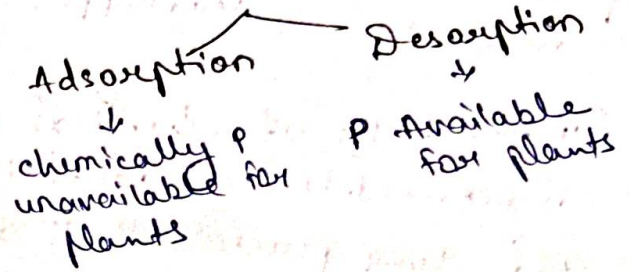 Adsorption
↓
chemically P
unavailable for
plants
Desorption
↓
P Available
for plants